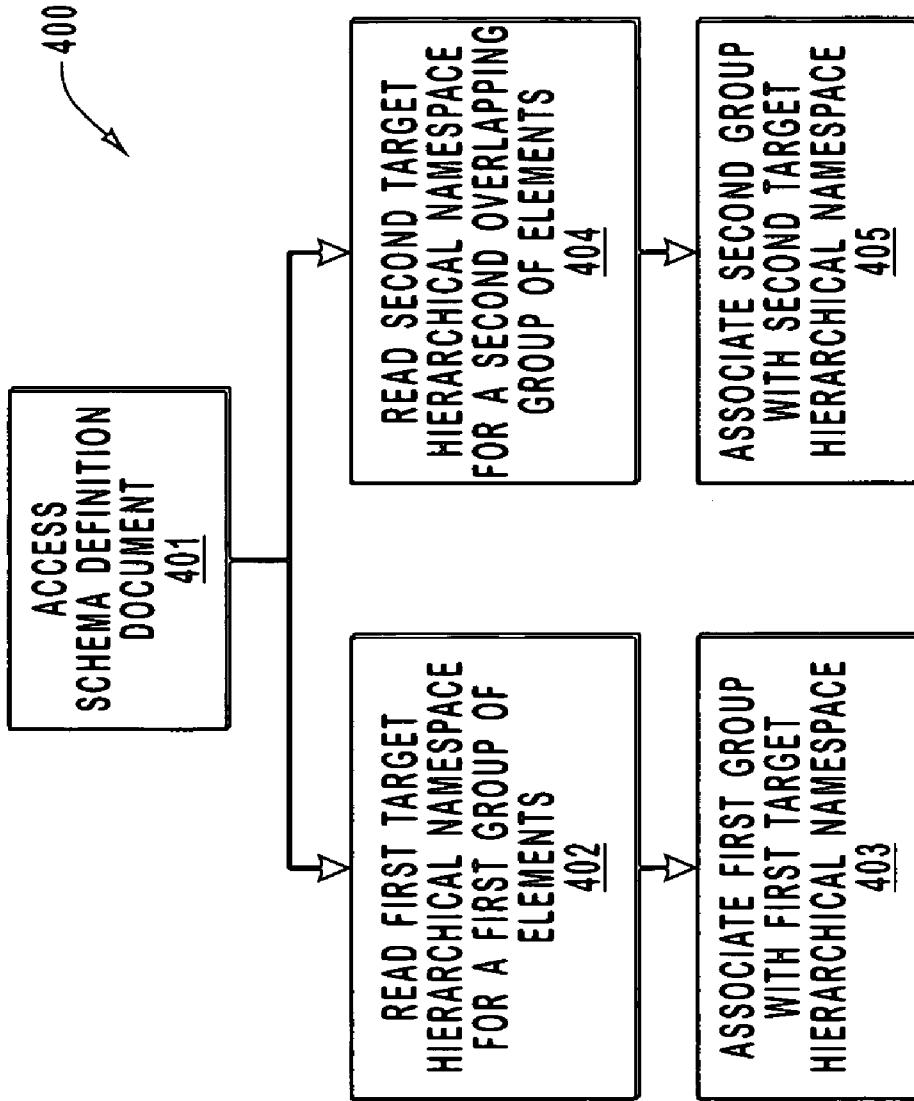 400
ACCESS
SCHEMA DEFINITION
DOCUMENT
401
READ FIRST TARGET
HIERARCHICAL NAMESPACE
FOR A FIRST GROUP OF
ELEMENTS
402
READ SECOND TARGET
HIERARCHICAL NAMESPACE
FOR A SECOND OVERLAPPING
GROUP OF ELEMENTS
404
ASSOCIATE FIRST GROUP
WITH FIRST TARGET
HIERARCHICAL NAMESPACE
403
ASSOCIATE SECOND GROUP
WITH SECOND TARGET
HIERARCHICAL NAMESPACE
405